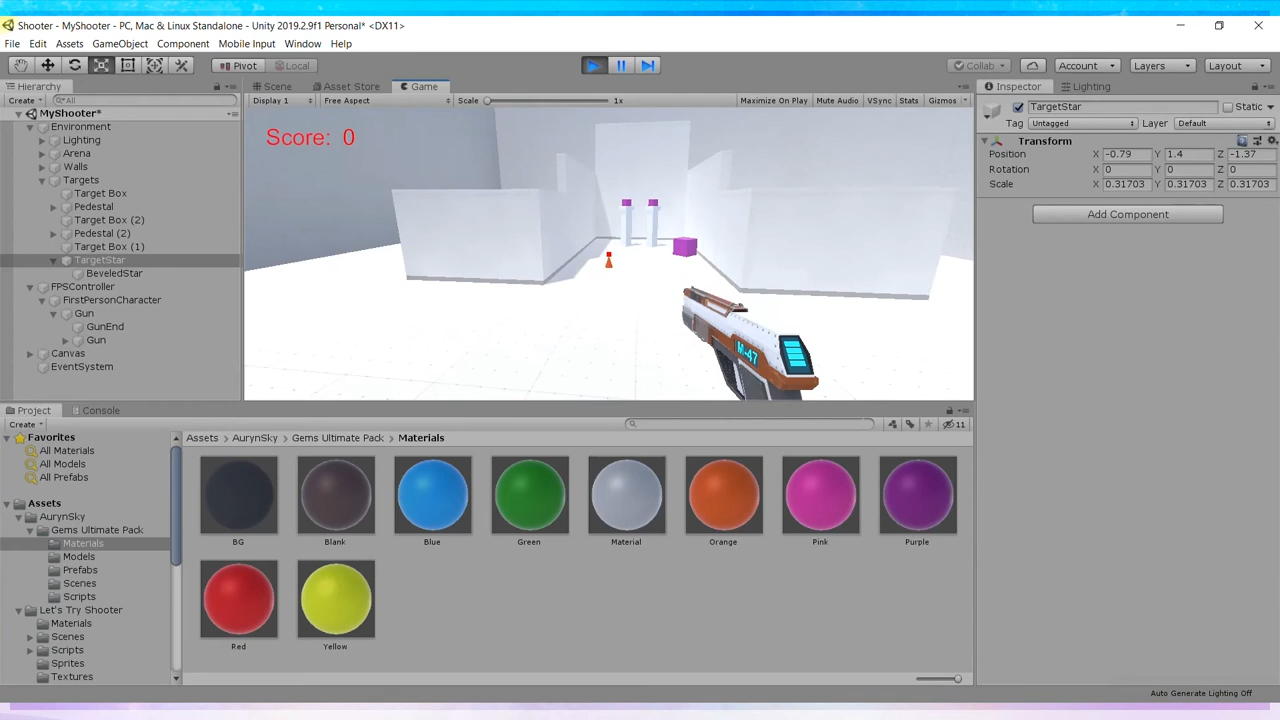 Shooter - MyShooter - PC, Mac & Linux Standalone - Unity 2019.2.9f1 Personal* <DX11>
File Edit Assets GameObject Component Mobile Input Window Help
Pivot Local Collab Account Layers Layout
Hierarchy Scene Asset Store Game Inspector Lighting
Create All Display 1 Free Aspect Scale 1x Maximize On Play Mute Audio VSync Stats Gizmos TargetStar Static
MyShooter* Tag Untagged Layer Default
Environment
Lighting
Arena
Walls
Targets
Target Box
Pedestal
Target Box (2)
Pedestal (2)
Target Box (1)
TargetStar
BeveledStar
FPSController
FirstPersonCharacter
Gun
GunEnd
Gun
Canvas
EventSystem
Score: 0
M-47
Transform
Position X -0.79 Y 1.4 Z -1.37
Rotation X 0 Y 0 Z 0
Scale X 0.31703 Y 0.31703 Z 0.31703
Add Component
Project Console
Create 11
Favorites
All Materials
All Models
All Prefabs
Assets
AurynSky
Gems Ultimate Pack
Materials
Models
Prefabs
Scenes
Scripts
Let's Try Shooter
Materials
Scenes
Scripts
Sprites
Textures
Assets AurynSky Gems Ultimate Pack Materials
BG Blank Blue Green Material Orange Pink Purple
Red Yellow
Auto Generate Lighting Off